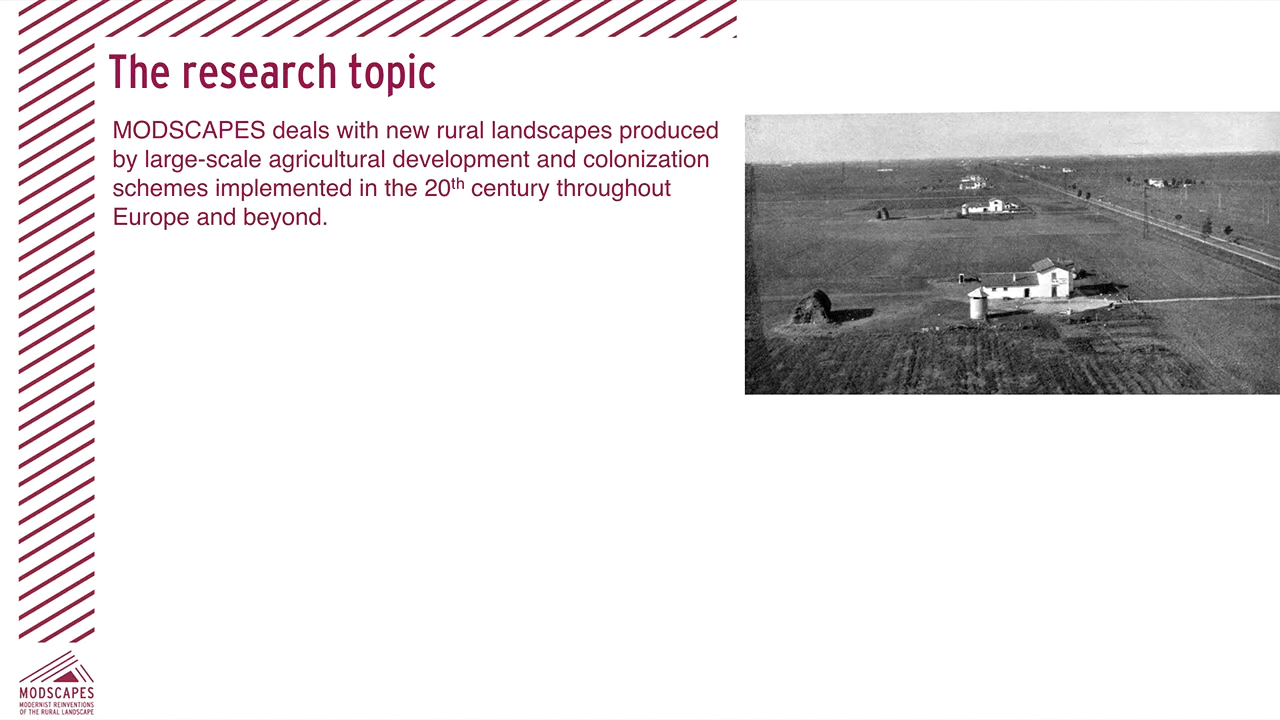 The research topic
MODSCAPES deals with new rural landscapes produced
by large-scale agricultural development and colonization
schemes implemented in the 20th century throughout
Europe and beyond.
MODSCAPES
MODERNIST REINVENTIONS
OF THE RURAL LANDSCAPE